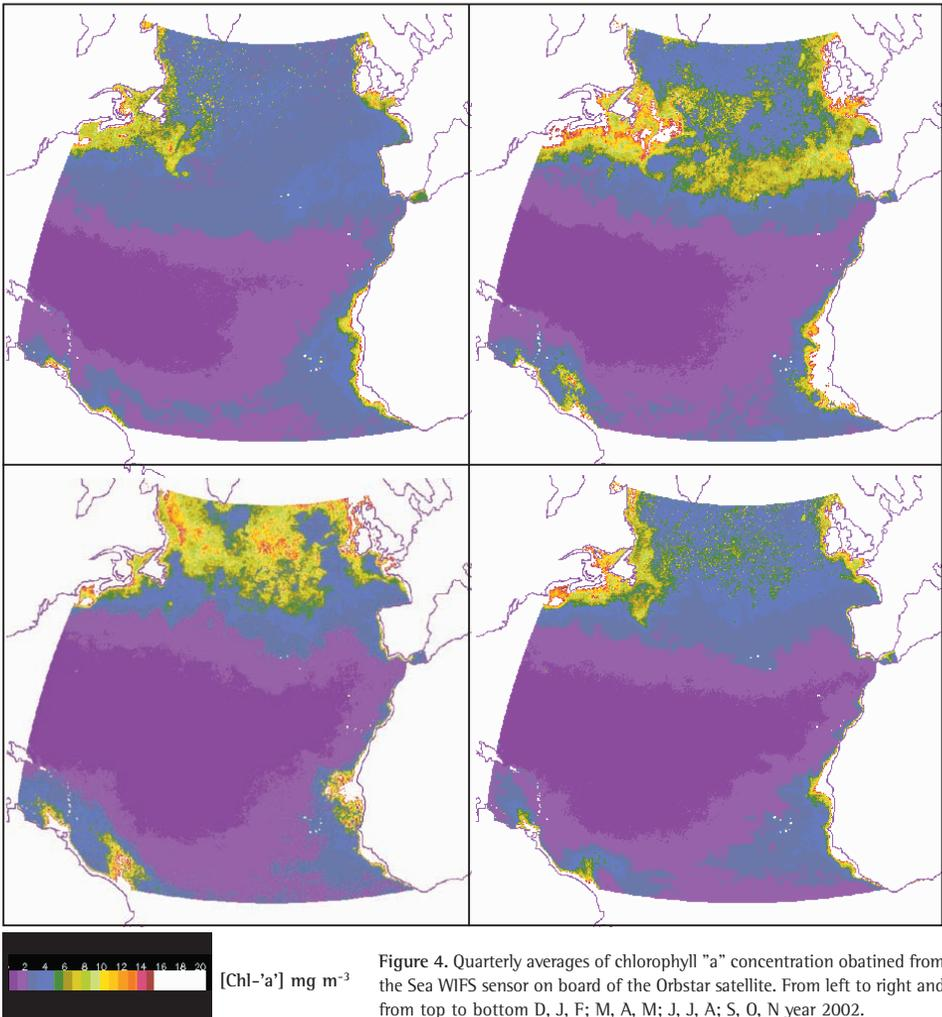 2 4 6 8 10 12 14 16 18 20
[Chl-'a'] mg m-3
Figure 4. Quarterly averages of chlorophyll "a" concentration obatined from
the Sea WIFS sensor on board of the Orbstar satellite. From left to right and
from top to bottom D, J, F; M, A, M; J, J, A; S, O, N year 2002.